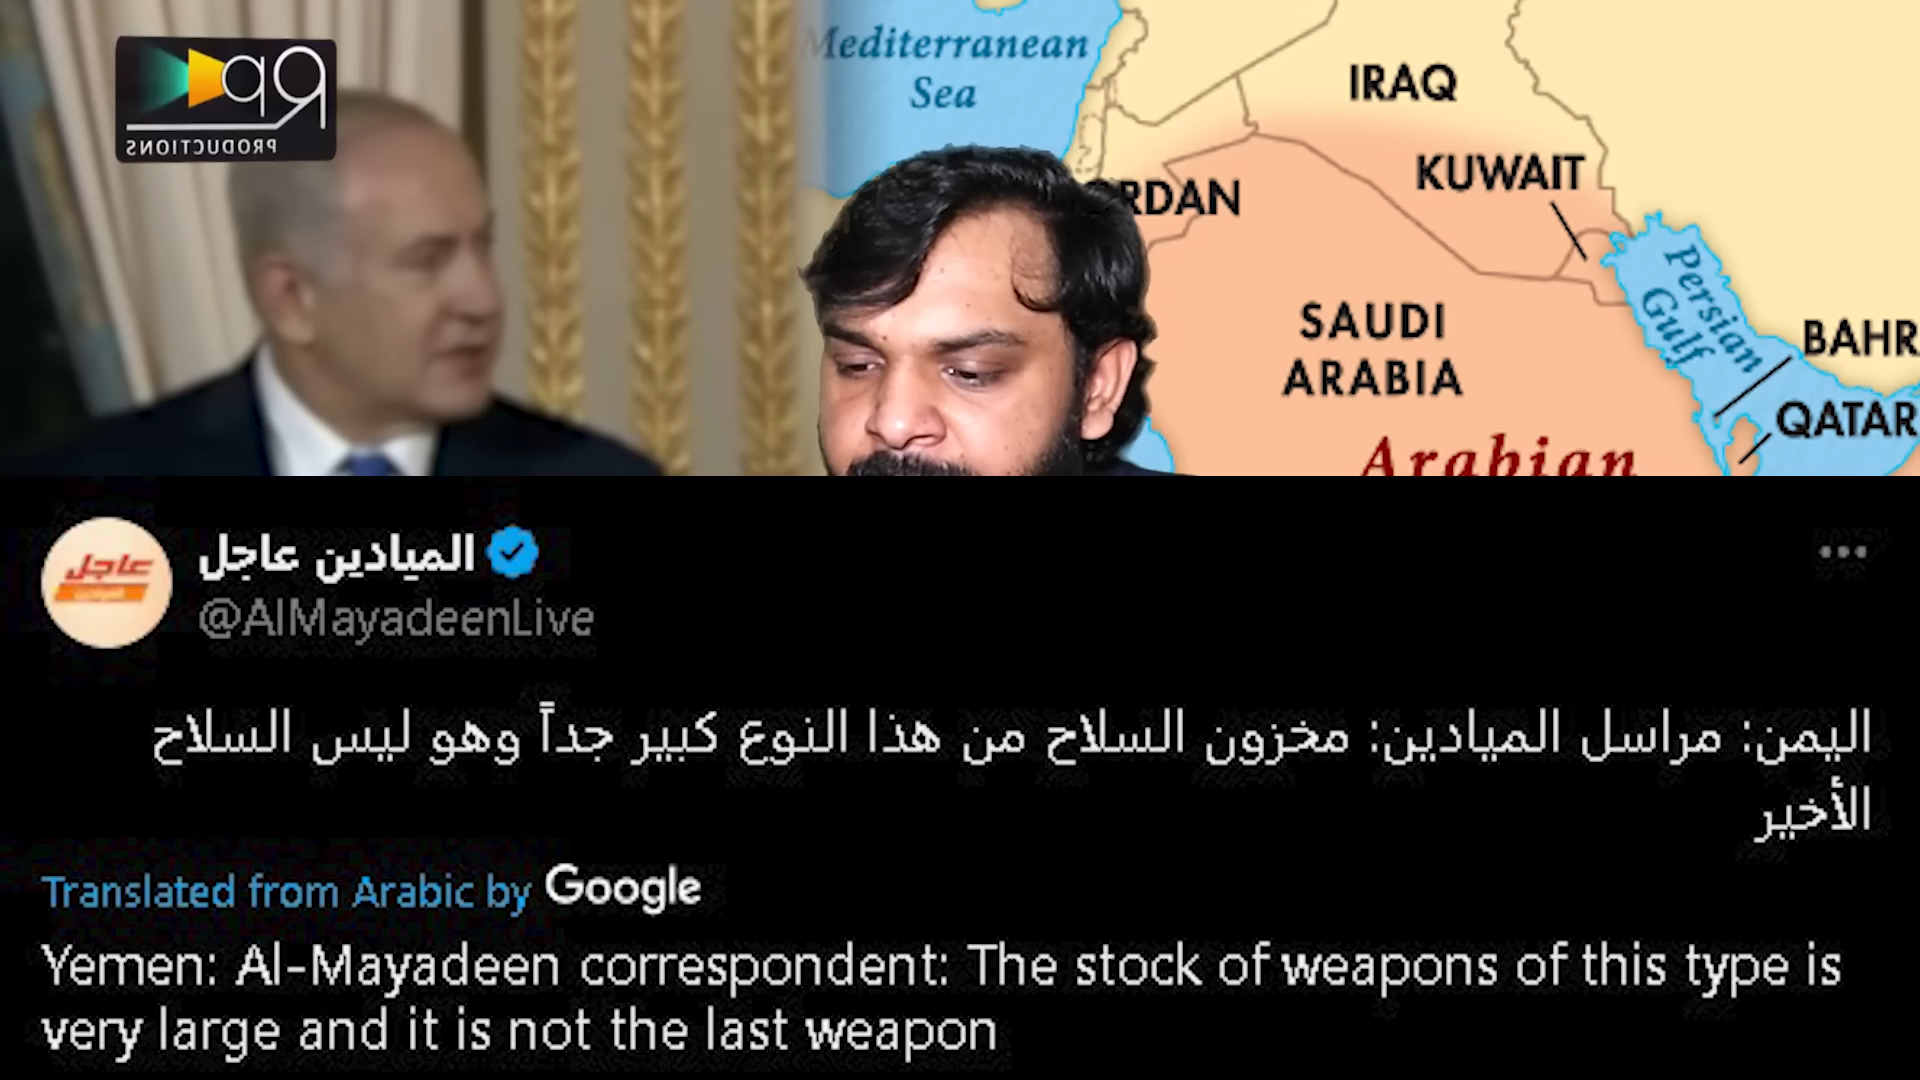 Rp
PRODUCTIONS
Mediterranean
Sea
IRAQ
KUWAIT
RDAN
SAUDI
ARABIA
Persian
Gulf
BAHR
QATAR
Arabian
الميادين عاجل
@AlMayadeenLive
اليمن: مراسل الميادين: مخزون السلاح من هذا النوع كبير جداً وهو ليس السلاح
الأخير
Translated from Arabic by Google
Yemen: Al-Mayadeen correspondent: The stock of weapons of this type is
very large and it is not the last weapon
عاجل